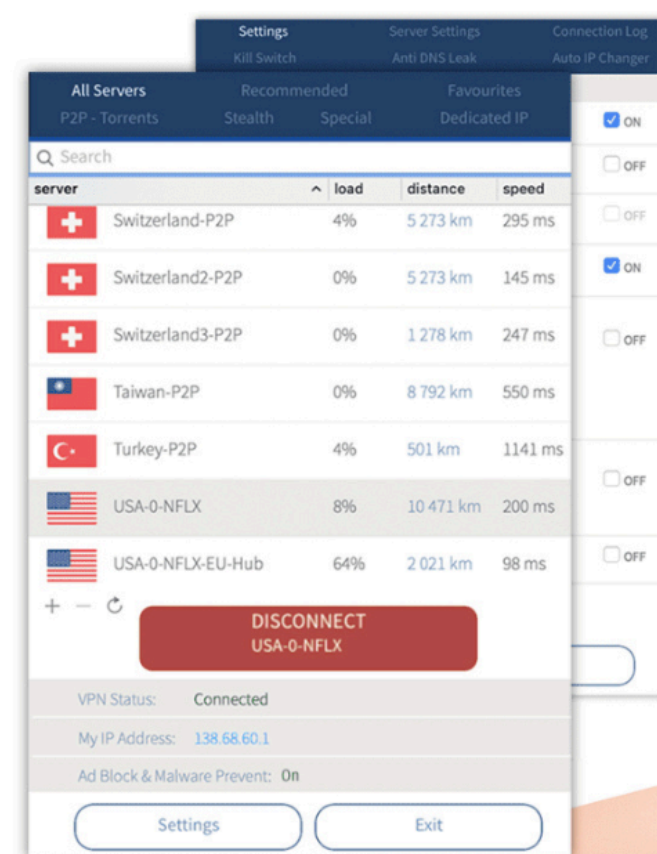 Settings Server Settings Connection Log
Kill Switch Anti DNS Leak Auto IP Changer
All Servers Recommended Favourites
P2P - Torrents Stealth Special Dedicated IP
Search
server load distance speed
Switzerland-P2P 4% 5 273 km 295 ms
Switzerland2-P2P 0% 5 273 km 145 ms
Switzerland3-P2P 0% 1 278 km 247 ms
Taiwan-P2P 0% 8 792 km 550 ms
Turkey-P2P 4% 501 km 1141 ms
USA-0-NFLX 8% 10 471 km 200 ms
USA-0-NFLX-EU-Hub 64% 2 021 km 98 ms
DISCONNECT
USA-0-NFLX
VPN Status: Connected
My IP Address: 138.68.60.1
Ad Block & Malware Prevent: On
Settings Exit
ON
OFF
OFF
ON
OFF
OFF
OFF